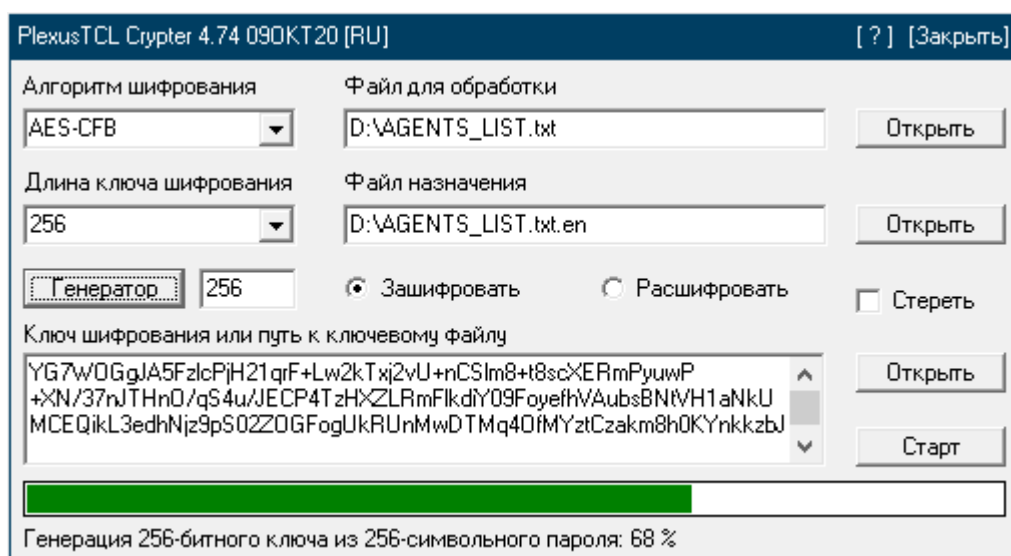 PlexusTCL Crypter 4.74 09OKT20 [RU] [ ? ] [Закрыть]
Алгоритм шифрования Файл для обработки
AES-CFB D:\AGENTS_LIST.txt Открыть
Длина ключа шифрования Файл назначения
256 D:\AGENTS_LIST.txt.en Открыть
Генератор 256 Зашифровать Расшифровать Стереть
Ключ шифрования или путь к ключевому файлу
YG7WOGgJA5FzlcPjH21qrF+Lw2kTxj2vU+nCSlm8+t8scXERmPyuwP
+XN/37nJTHnO/qS4u/JECP4TzHXZLRmFlkdiY09FoyefhVAubsBNtVH1aNkU
MCEQikL3edhNjz9pS02ZOGFogUkRUnMwDTMq4OfMYztCzakm8h0KYnkkzbJ
Открыть
Старт
Генерация 256-битного ключа из 256-символьного пароля: 68 %